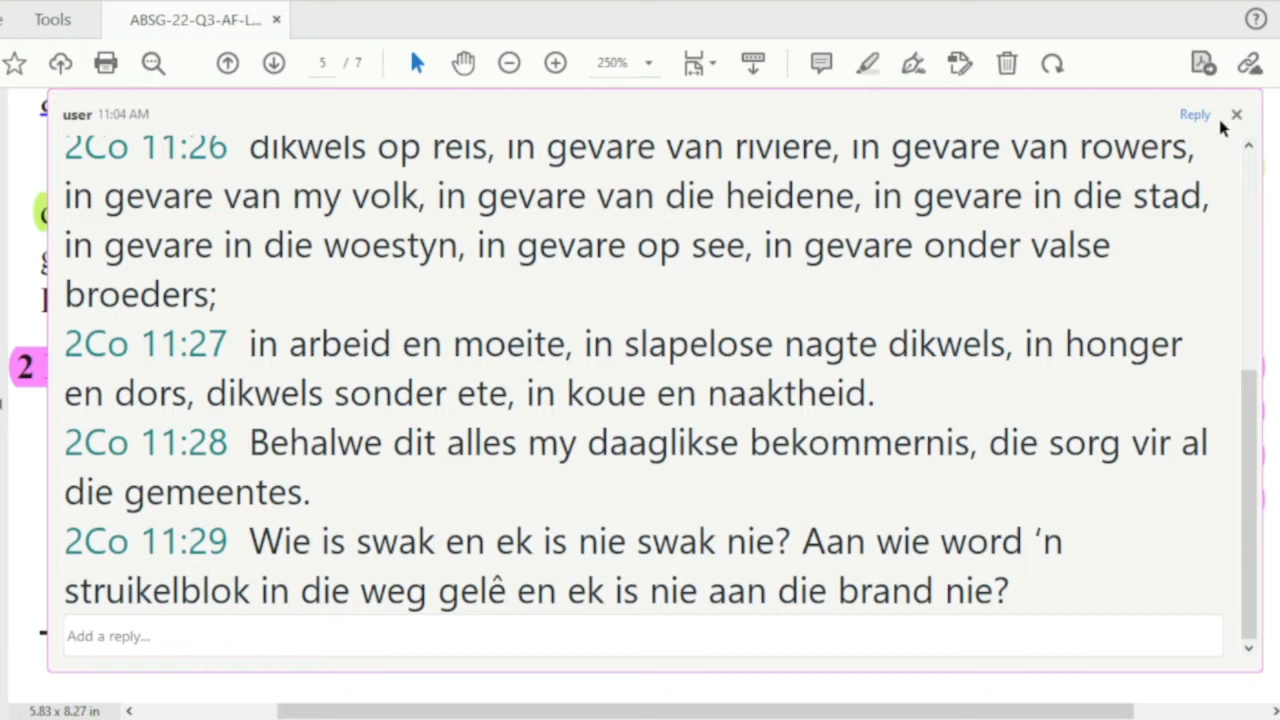 Tools
ABSG-22-Q3-AF-L...
5 / 7
250%
user 11:04 AM
Reply
2Co 11:26 dikwels op reis, in gevare van riviere, in gevare van rowers,
in gevare van my volk, in gevare van die heidene, in gevare in die stad,
in gevare in die woestyn, in gevare op see, in gevare onder valse
broeders;
2Co 11:27 in arbeid en moeite, in slapelose nagte dikwels, in honger
en dors, dikwels sonder ete, in koue en naaktheid.
2Co 11:28 Behalwe dit alles my daaglikse bekommernis, die sorg vir al
die gemeentes.
2Co 11:29 Wie is swak en ek is nie swak nie? Aan wie word ‘n
struikelblok in die weg gelê en ek is nie aan die brand nie?
Add a reply...
2
5.83 x 8.27 in